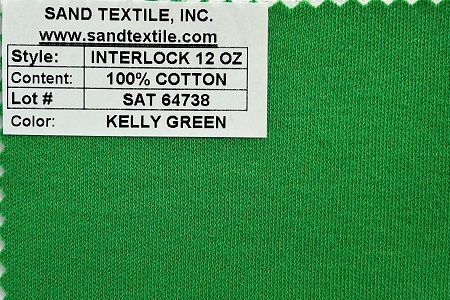 SAND TEXTILE, INC.
www.sandtextile.com
Style: INTERLOCK 12 OZ
Content: 100% COTTON
Lot # SAT 64738
Color: KELLY GREEN